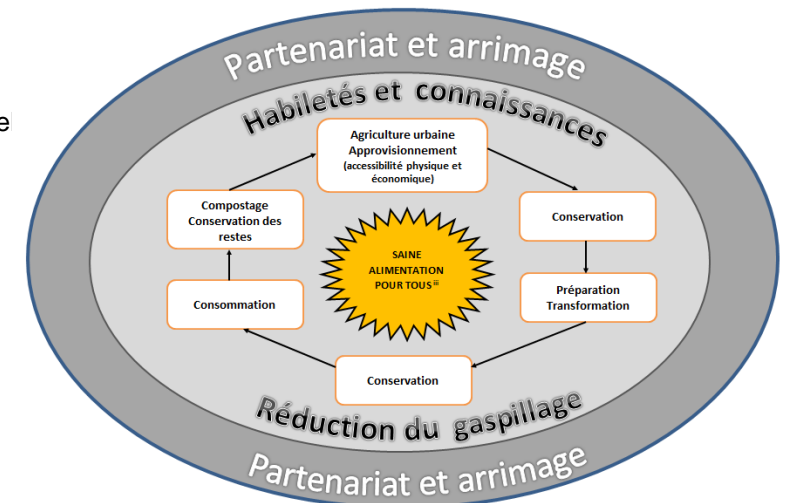 Partenariat et arrimage
Habiletés et connaissances
e
Agriculture urbaine
Approvisionnement
(accessibilité physique et
économique)
Compostage
Conservation des
restes
Conservation
SAINE
ALIMENTATION
POUR TOUS iii
Consommation
Préparation
Transformation
Conservation
Réduction du gaspillage
Partenariat et arrimage